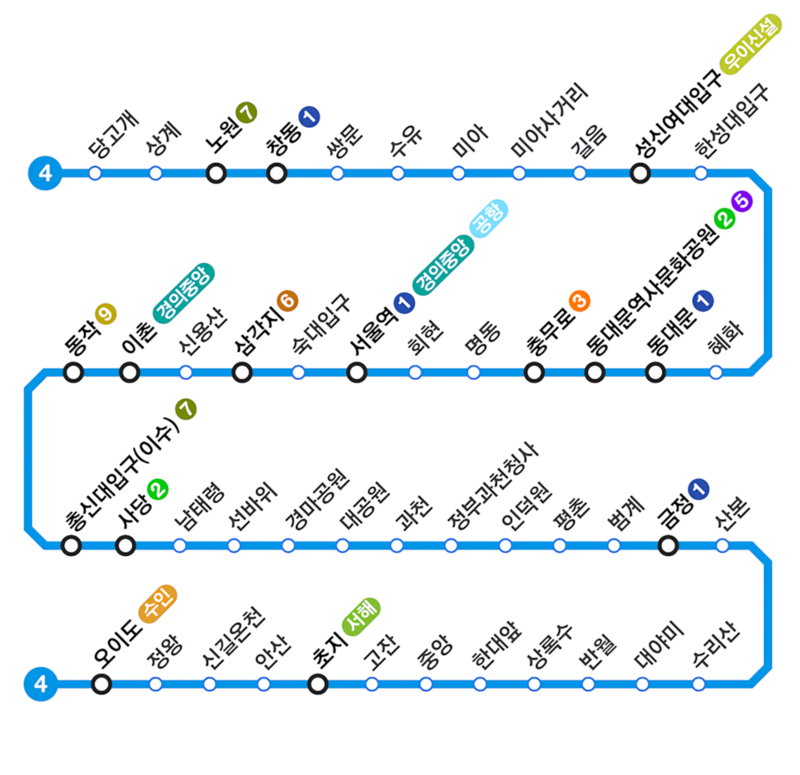 4
당고개
상계
노원 7
창동 1
쌍문
수유
미아
미아사거리
길음
성신여대입구 우이신설
한성대입구
동작 9
이촌 경의중앙
신용산
삼각지 6
숙대입구
서울역 1 경의중앙 공항
회현
명동
충무로 3
동대문역사문화공원 2 5
동대문 1
혜화
총신대입구(이수) 7
사당 2
남태령
선바위
경마공원
대공원
과천
정부과천청사
인덕원
평촌
범계
금정 1
산본
4
오이도 수인
정왕
신길온천
안산
초지 서해
고잔
중앙
한대앞
상록수
반월
대야미
수리산